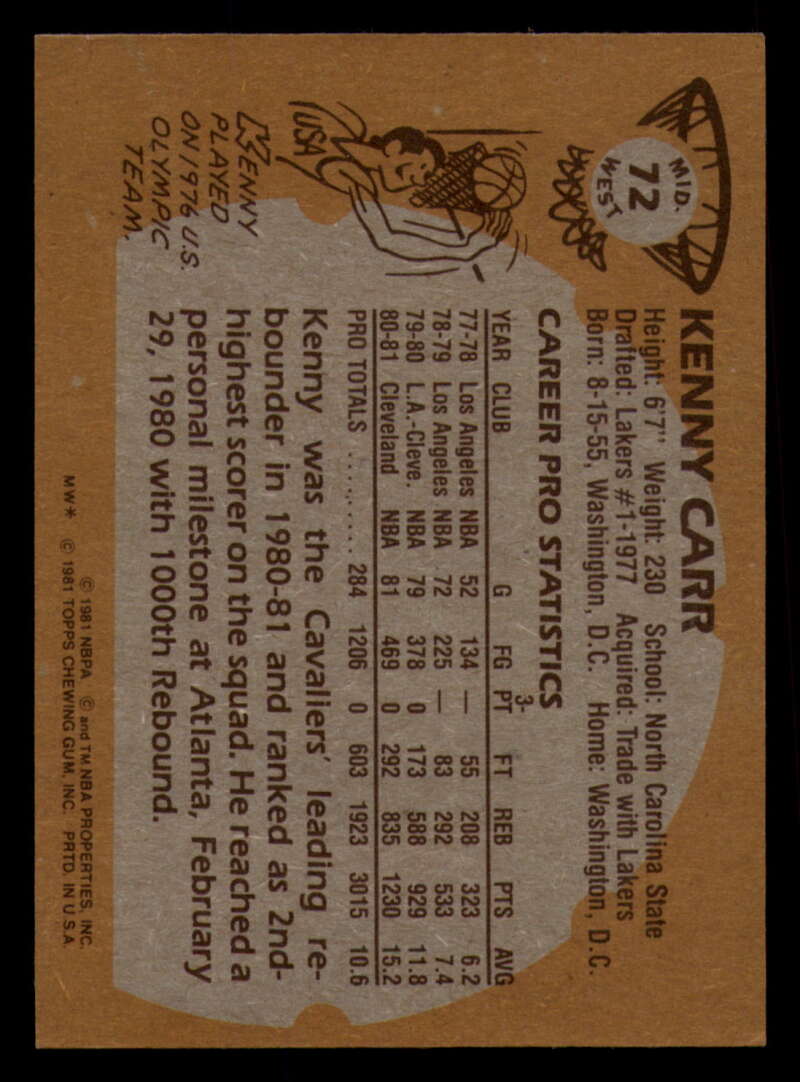 MID.
72
WEST
KENNY CARR
Height: 6'7" Weight: 230 School: North Carolina State
Drafted: Lakers #1-1977 Acquired: Trade with Lakers
Born: 8-15-55, Washington, D.C. Home: Washington, D.C.
CAREER PRO STATISTICS
YEAR CLUB G FG 3-PT FT REB PTS AVG
77-78 Los Angeles NBA 52 134 — 55 208 323 6.2
78-79 Los Angeles NBA 72 225 — 83 292 533 7.4
79-80 L.A.-Cleve. NBA 79 378 0 173 588 929 11.8
80-81 Cleveland NBA 81 469 0 292 835 1230 15.2
PRO TOTALS ......... 284 1206 0 603 1923 3015 10.6
Kenny was the Cavaliers' leading re-
bounder in 1980-81 and ranked as 2nd-
highest scorer on the squad. He reached a
personal milestone at Atlanta, February
29, 1980 with 1000th Rebound.
USA
KENNY
PLAYED
ON 1976 U.S.
OLYMPIC
TEAM.
© 1981 NBPA © and TM NBA PROPERTIES, INC.
MW* © 1981 TOPPS CHEWING GUM, INC. PRTD. IN U.S.A.